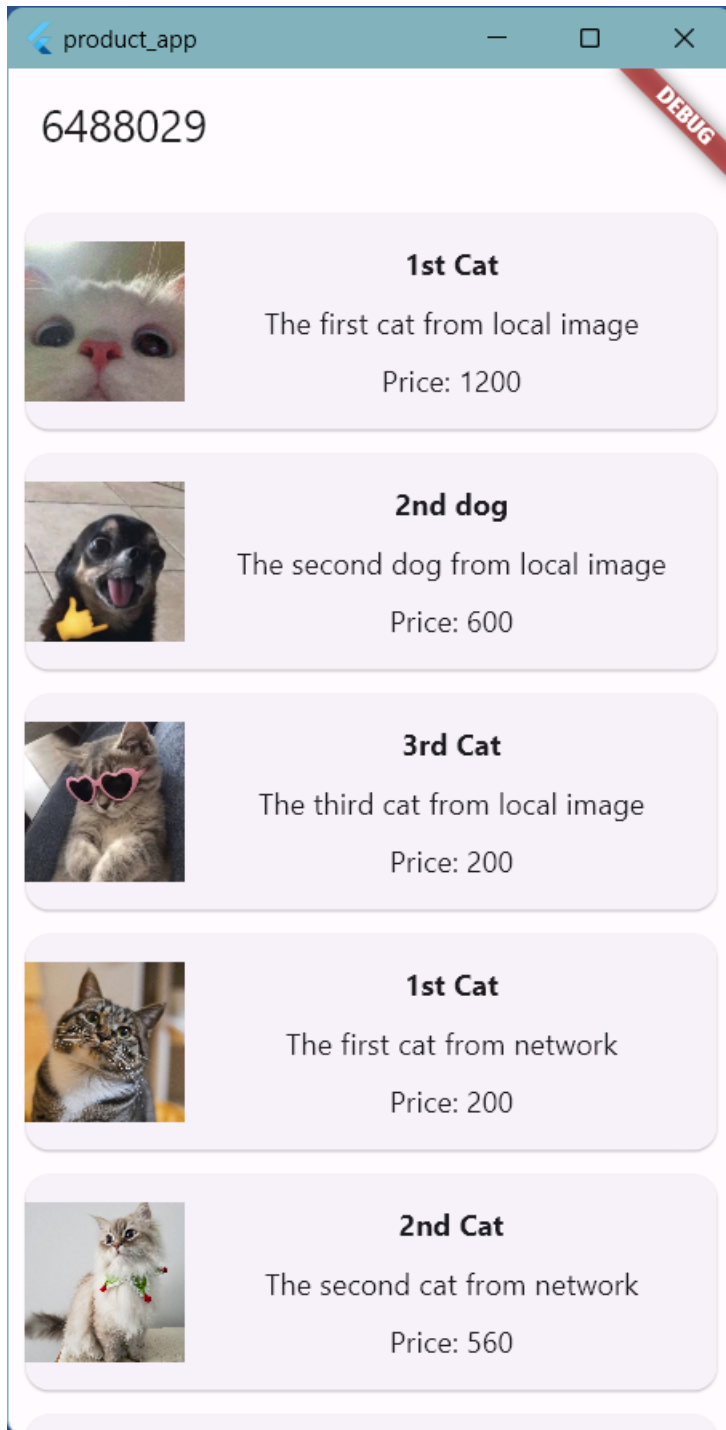 product_app
DEBUG
6488029
1st Cat
The first cat from local image
Price: 1200
2nd dog
The second dog from local image
Price: 600
3rd Cat
The third cat from local image
Price: 200
1st Cat
The first cat from network
Price: 200
2nd Cat
The second cat from network
Price: 560